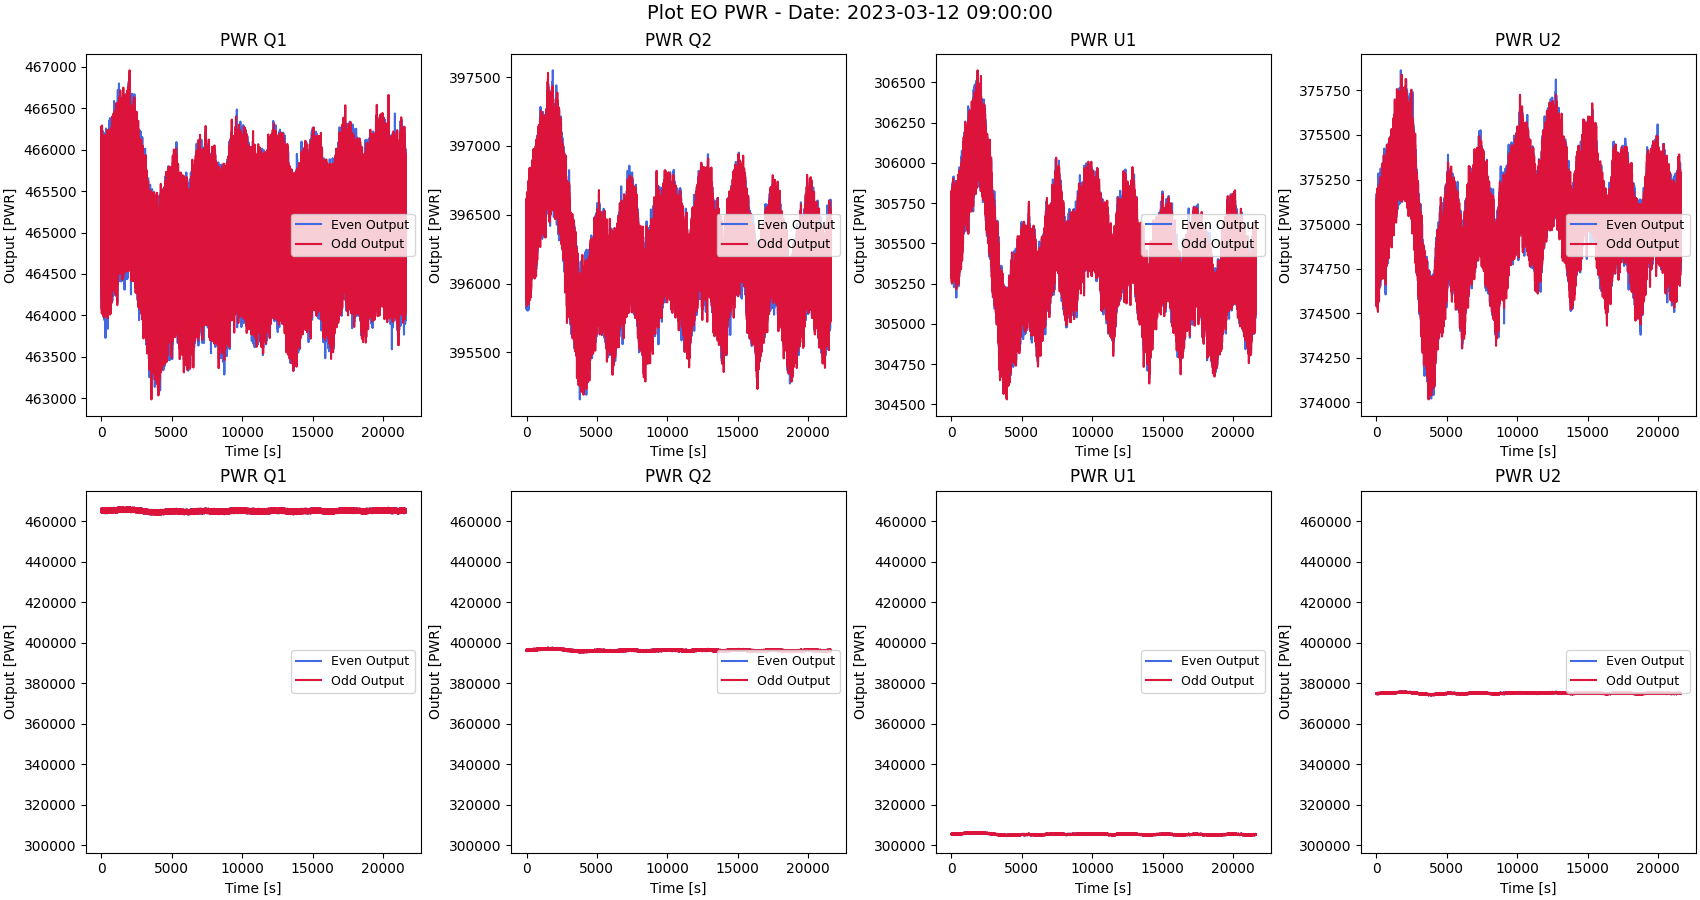 Plot EO PWR - Date: 2023-03-12 09:00:00
PWR Q1
467000
466500
466000
465500
465000
464500
464000
463500
463000
Output [PWR]
0 5000 10000 15000 20000
Time [s]
Even Output
Odd Output
PWR Q2
397500
397000
396500
396000
395500
Output [PWR]
0 5000 10000 15000 20000
Time [s]
Even Output
Odd Output
PWR U1
306500
306250
306000
305750
305500
305250
305000
304750
304500
Output [PWR]
0 5000 10000 15000 20000
Time [s]
Even Output
Odd Output
PWR U2
375750
375500
375250
375000
374750
374500
374250
374000
Output [PWR]
0 5000 10000 15000 20000
Time [s]
Even Output
Odd Output
PWR Q1
460000
440000
420000
400000
380000
360000
340000
320000
300000
Output [PWR]
0 5000 10000 15000 20000
Time [s]
Even Output
Odd Output
PWR Q2
460000
440000
420000
400000
380000
360000
340000
320000
300000
Output [PWR]
0 5000 10000 15000 20000
Time [s]
Even Output
Odd Output
PWR U1
460000
440000
420000
400000
380000
360000
340000
320000
300000
Output [PWR]
0 5000 10000 15000 20000
Time [s]
Even Output
Odd Output
PWR U2
460000
440000
420000
400000
380000
360000
340000
320000
300000
Output [PWR]
0 5000 10000 15000 20000
Time [s]
Even Output
Odd Output